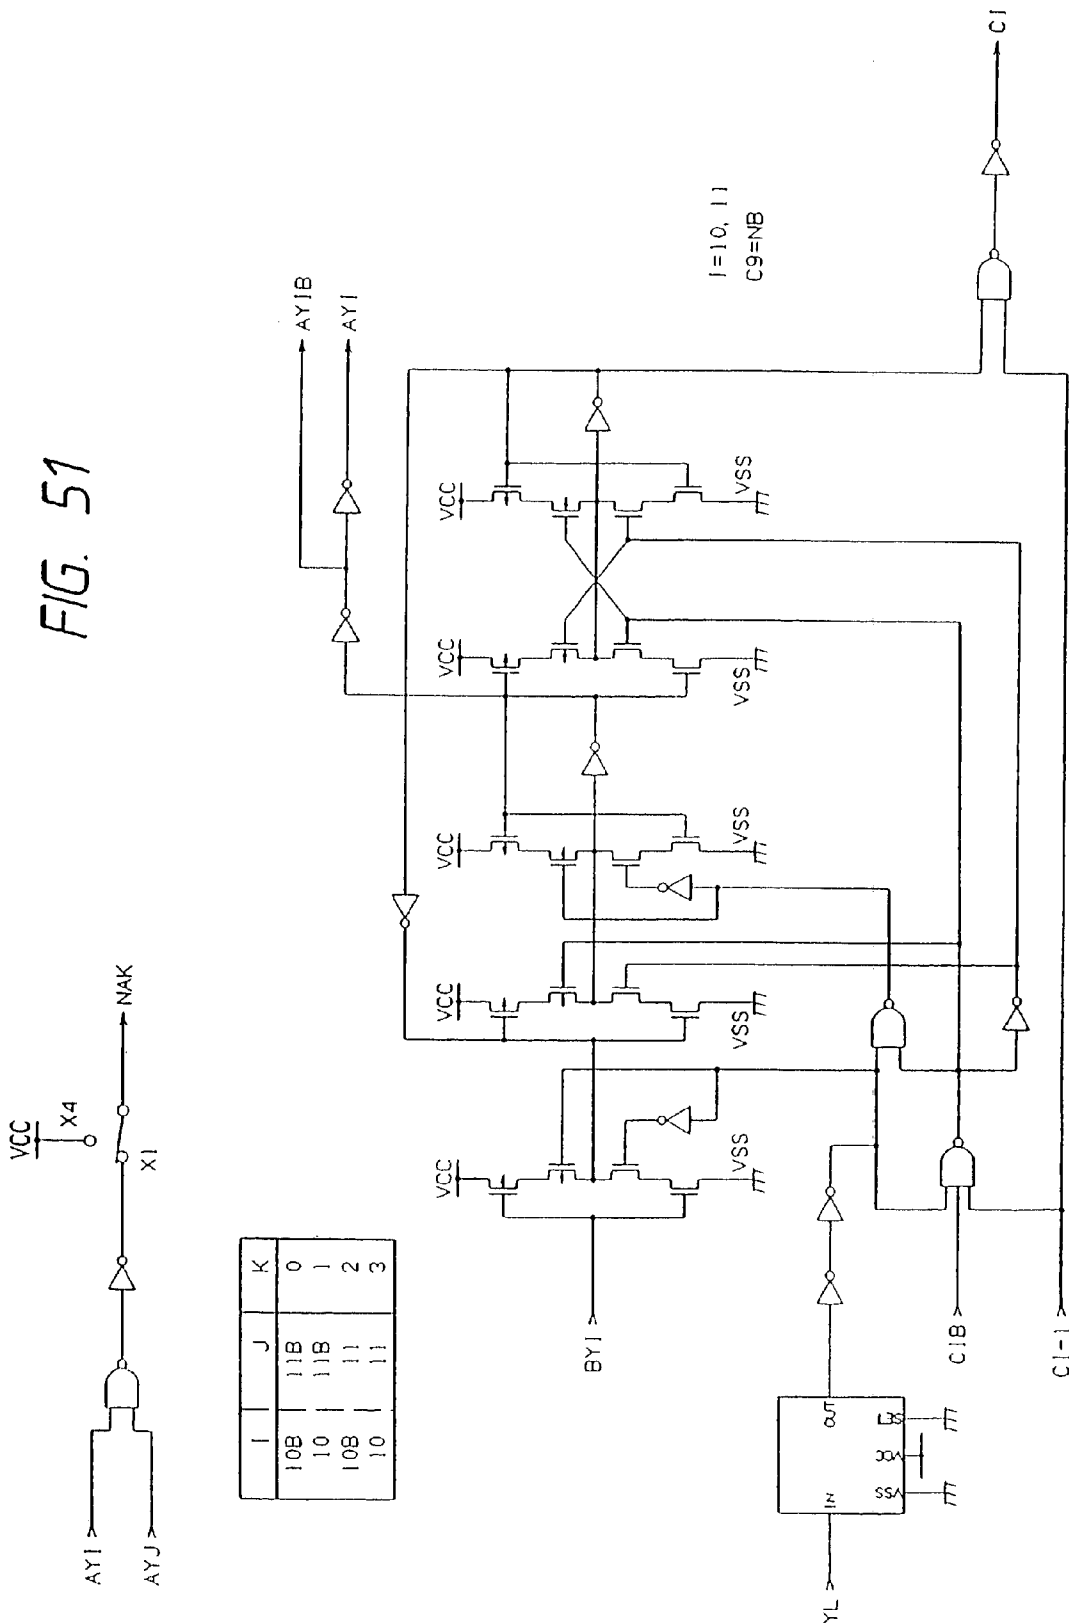 FIG. 51
AYI
AYJ
VCC
X4
X1
NAK
I J K
10B 11B 0
10 11B 1
10B 11 2
10 11 3
AYIB
AYI
I=10, 11
C9=NB
VCC
VCC
VCC
VCC
VCC
VSS
VSS
VSS
VSS
VSS
BYI
YL
IN
OUT
VSS
CIB
CI-1
CI